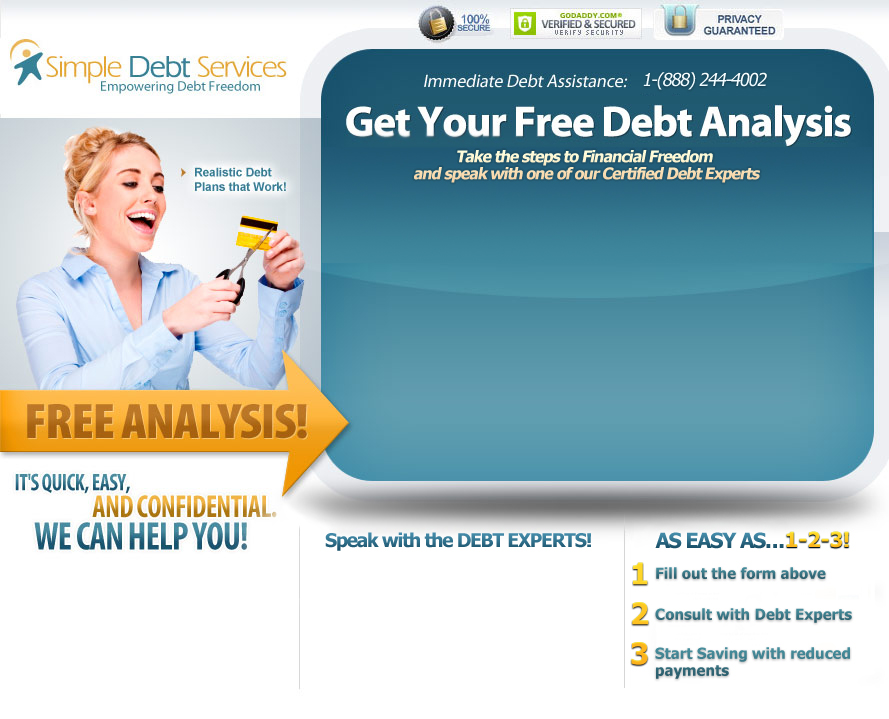 100%
SECURE
GODADDY.COM®
VERIFIED & SECURED
VERIFY SECURITY
PRIVACY
GUARANTEED
Simple Debt Services
Empowering Debt Freedom
Immediate Debt Assistance: 1-(888) 244-4002
Get Your Free Debt Analysis
Take the steps to Financial Freedom
and speak with one of our Certified Debt Experts
Realistic Debt
Plans that Work!
FREE ANALYSIS!
IT'S QUICK, EASY,
AND CONFIDENTIAL.
WE CAN HELP YOU!
Speak with the DEBT EXPERTS!
AS EASY AS...1-2-3!
1 Fill out the form above
2 Consult with Debt Experts
3 Start Saving with reduced
payments